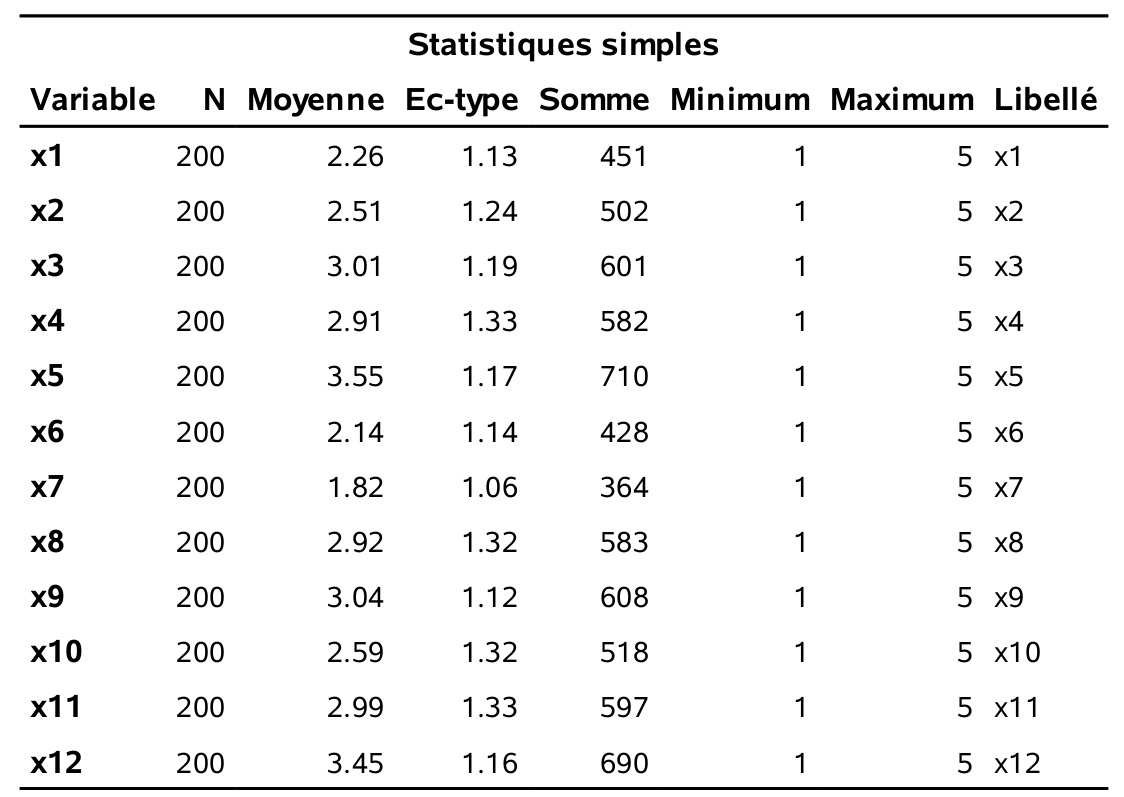 Statistiques simples
Variable N Moyenne Ec-type Somme Minimum Maximum Libellé
x1 200 2.26 1.13 451 1 5 x1
x2 200 2.51 1.24 502 1 5 x2
x3 200 3.01 1.19 601 1 5 x3
x4 200 2.91 1.33 582 1 5 x4
x5 200 3.55 1.17 710 1 5 x5
x6 200 2.14 1.14 428 1 5 x6
x7 200 1.82 1.06 364 1 5 x7
x8 200 2.92 1.32 583 1 5 x8
x9 200 3.04 1.12 608 1 5 x9
x10 200 2.59 1.32 518 1 5 x10
x11 200 2.99 1.33 597 1 5 x11
x12 200 3.45 1.16 690 1 5 x12